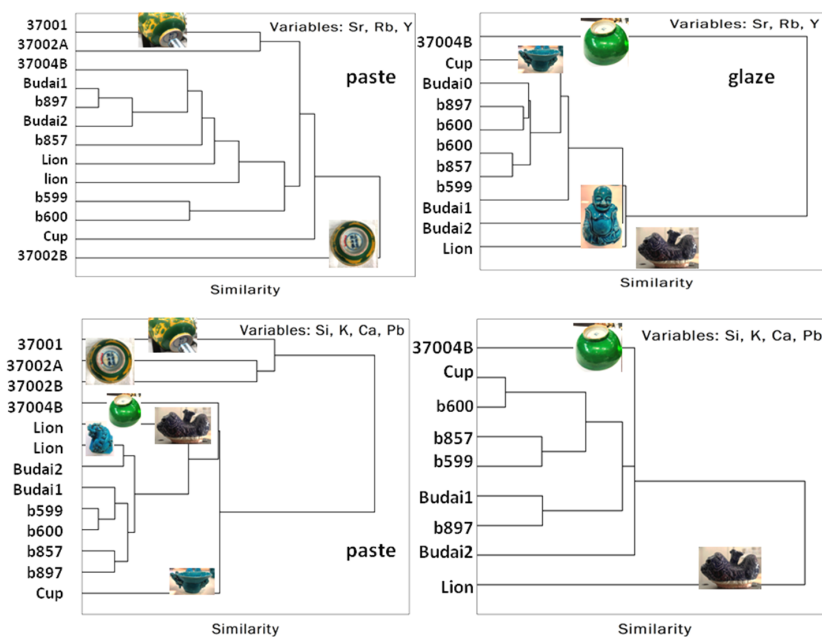 Variables: Sr, Rb, Y
paste
37001
37002A
37004B
Budai1
b897
Budai2
b857
Lion
lion
b599
b600
Cup
37002B
Similarity
Variables: Sr, Rb, Y
glaze
37004B
Cup
Budai0
b897
b600
b600
b857
b599
Budai1
Budai2
Lion
Similarity
Variables: Si, K, Ca, Pb
37001
37002A
37002B
37004B
Lion
Lion
Budai2
Budai1
b599
b600
b857
b897
Cup
paste
Similarity
Variables: Si, K, Ca, Pb
37004B
Cup
b600
b857
b599
Budai1
b897
Budai2
Lion
Similarity